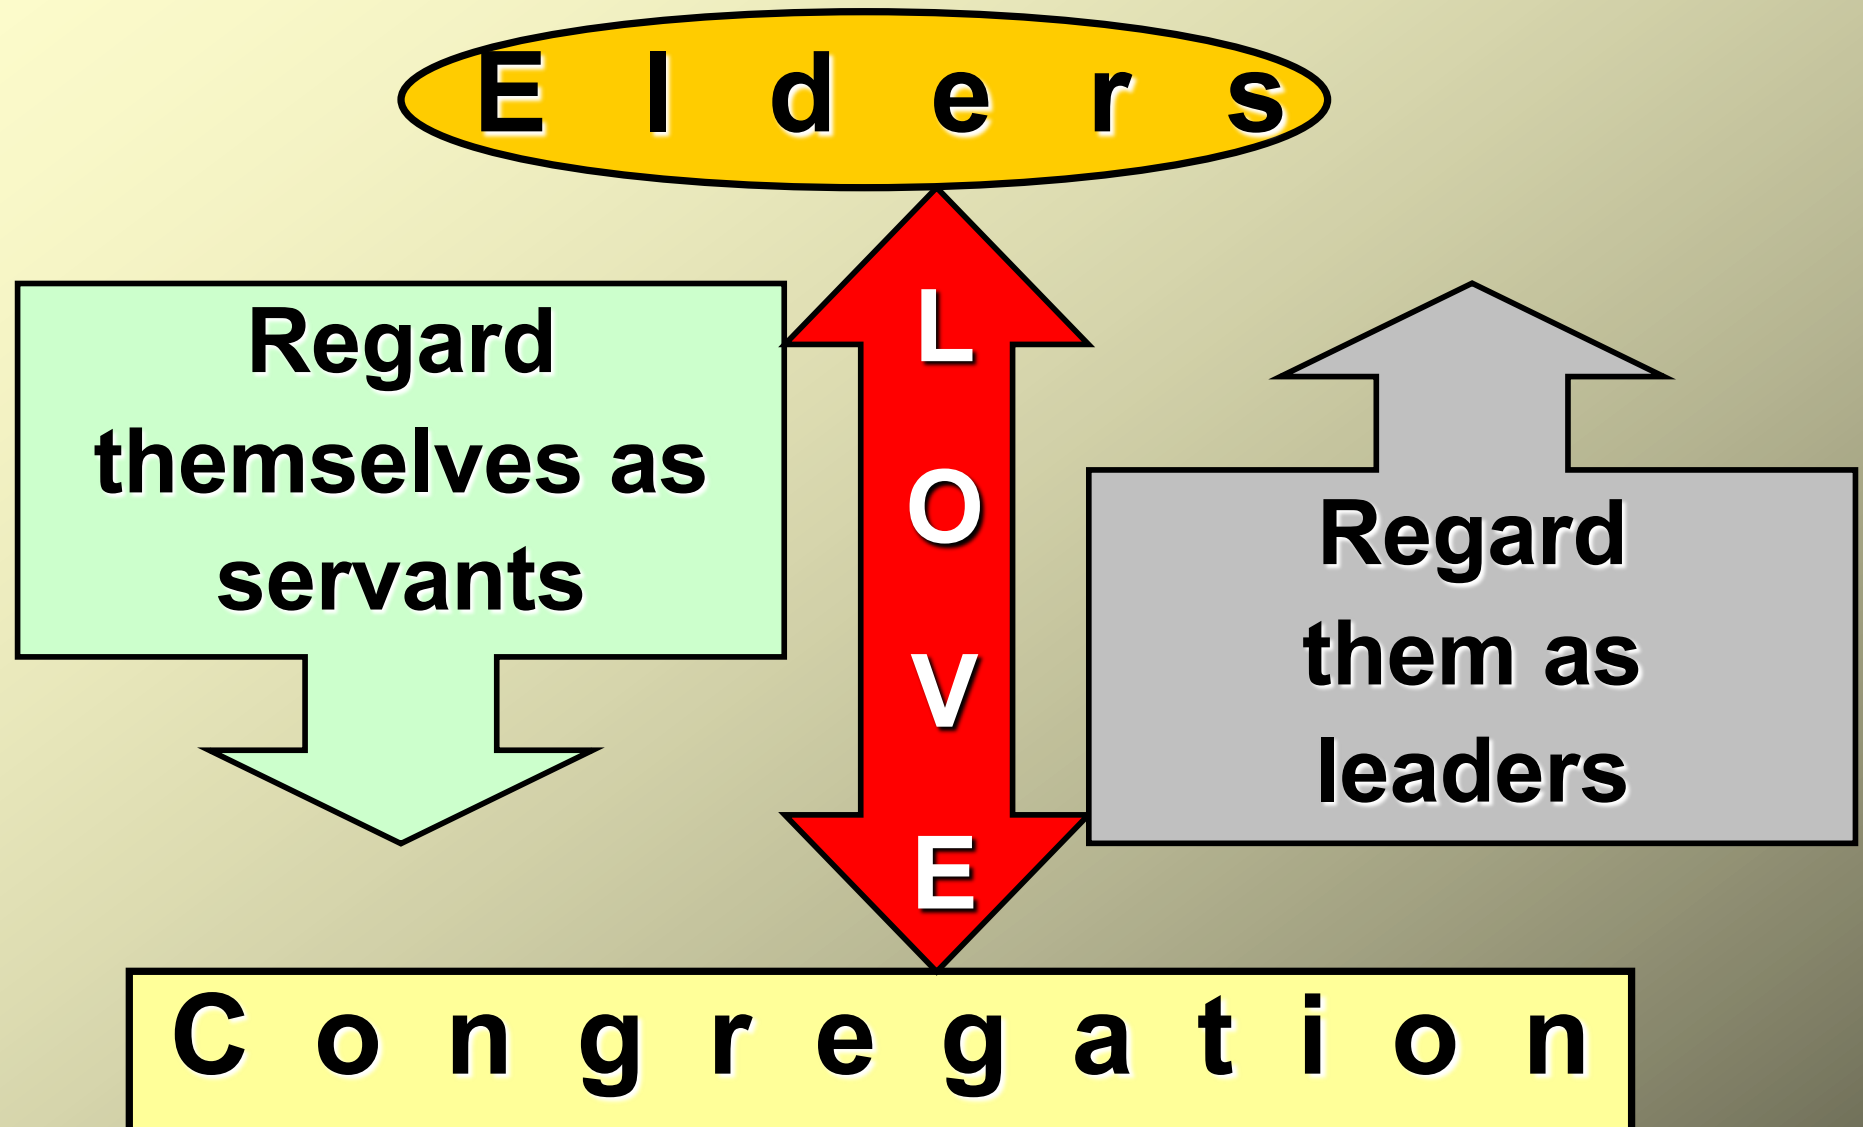 E l d e r s
Regard
themselves as
servants
L
O
V
E
Regard
them as
leaders
C o n g r e g a t i o n